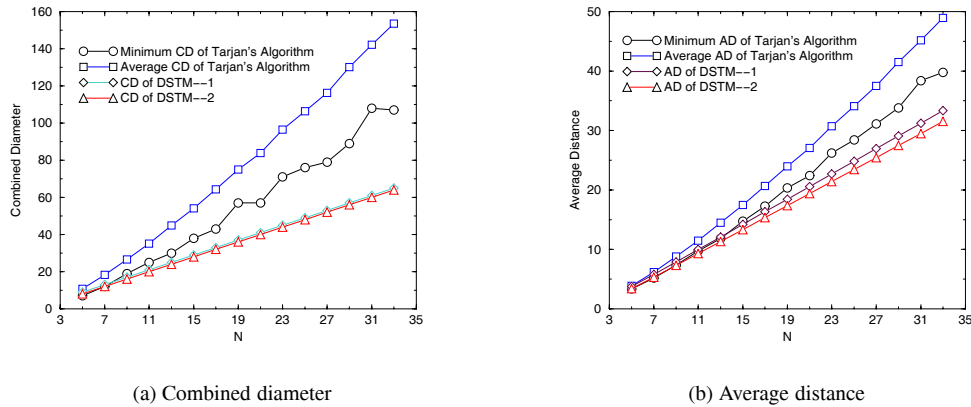 160
140
120
100
80
60
40
20
0
Combined Diameter
Minimum CD of Tarjan's Algorithm
Average CD of Tarjan's Algorithm
CD of DSTM--1
CD of DSTM--2
3 7 11 15 19 23 27 31 35
N
(a) Combined diameter
50
40
30
20
10
0
Average Distance
Minimum AD of Tarjan's Algorithm
Average AD of Tarjan's Algorithm
AD of DSTM--1
AD of DSTM--2
3 7 11 15 19 23 27 31 35
N
(b) Average distance